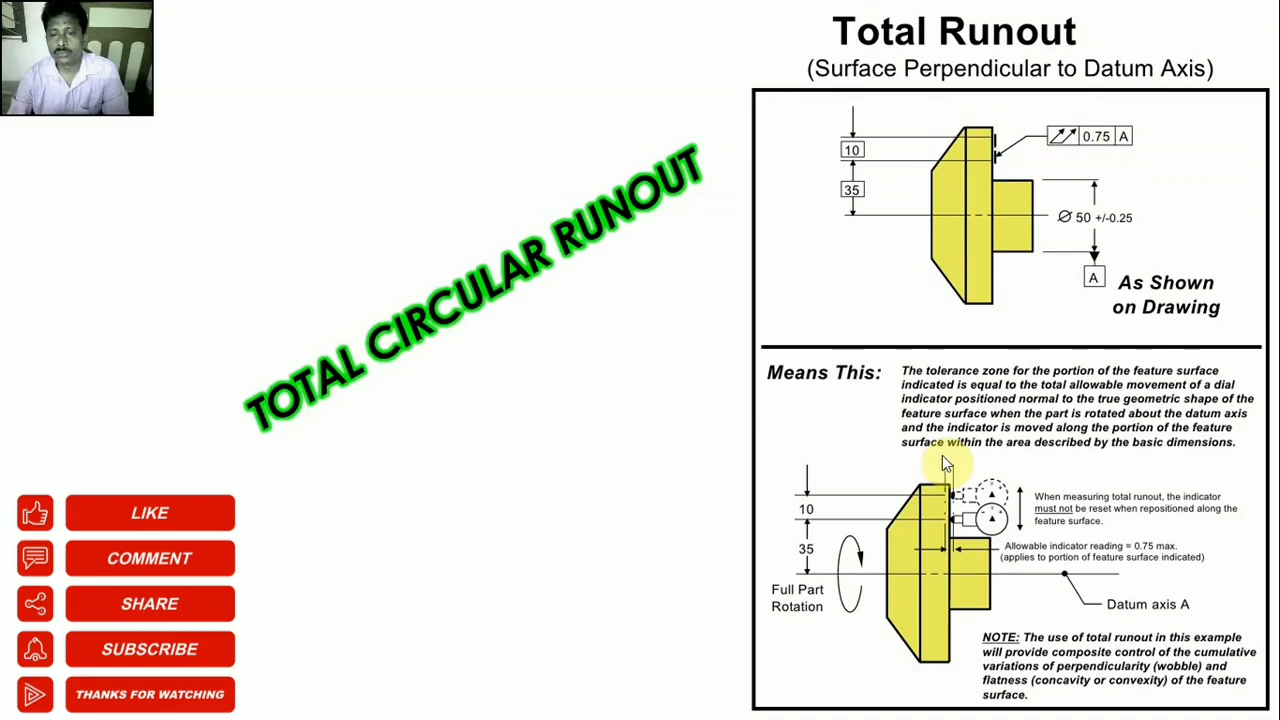 Total Runout
(Surface Perpendicular to Datum Axis)
TOTAL CIRCULAR RUNOUT
10
35
0.75 A
Ø 50 +/-0.25
A
As Shown
on Drawing
Means This:
The tolerance zone for the portion of the feature surface
indicated is equal to the total allowable movement of a dial
indicator positioned normal to the true geometric shape of the
feature surface when the part is rotated about the datum axis
and the indicator is moved along the portion of the feature
surface within the area described by the basic dimensions.
10
35
Full Part
Rotation
When measuring total runout, the indicator
must not be reset when repositioned along the
feature surface.
Allowable indicator reading = 0.75 max.
(applies to portion of feature surface indicated)
Datum axis A
NOTE: The use of total runout in this example
will provide composite control of the cumulative
variations of perpendicularity (wobble) and
flatness (concavity or convexity) of the feature
surface.
LIKE
COMMENT
SHARE
SUBSCRIBE
THANKS FOR WATCHING